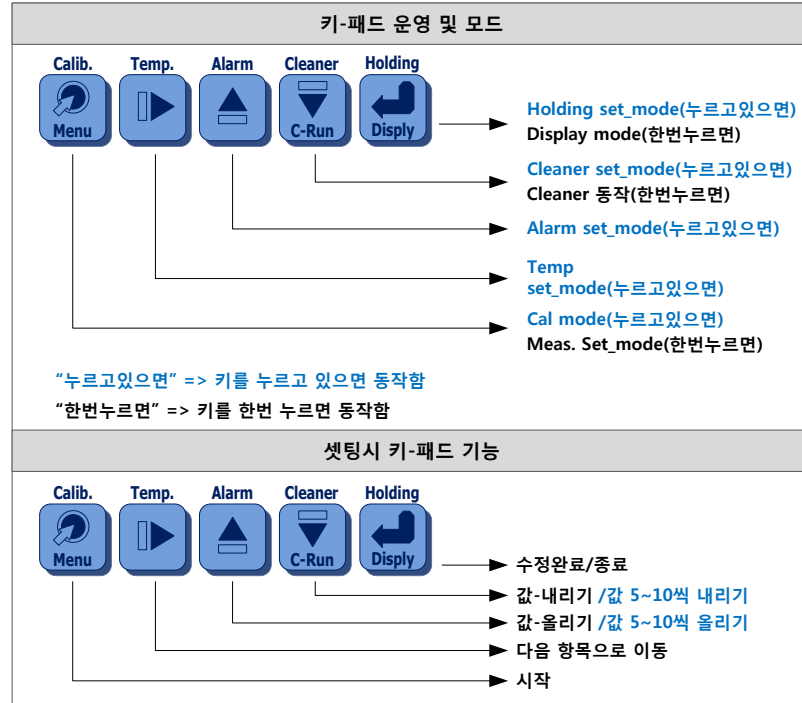 키-패드 운영 및 모드
Calib. Temp. Alarm Cleaner Holding
Menu C-Run Disply
Holding set_mode(누르고있으면)
Display mode(한번누르면)
Cleaner set_mode(누르고있으면)
Cleaner 동작(한번누르면)
Alarm set_mode(누르고있으면)
Temp
set_mode(누르고있으면)
Cal mode(누르고있으면)
Meas. Set_mode(한번누르면)
“누르고있으면” => 키를 누르고 있으면 동작함
“한번누르면” => 키를 한번 누르면 동작함
셋팅시 키-패드 기능
Calib. Temp. Alarm Cleaner Holding
Menu C-Run Disply
수정완료/종료
값-내리기 /값 5~10씩 내리기
값-올리기 /값 5~10씩 올리기
다음 항목으로 이동
시작